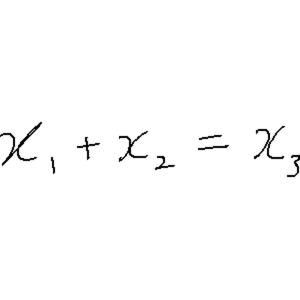 x₁ + x₂ = x₃